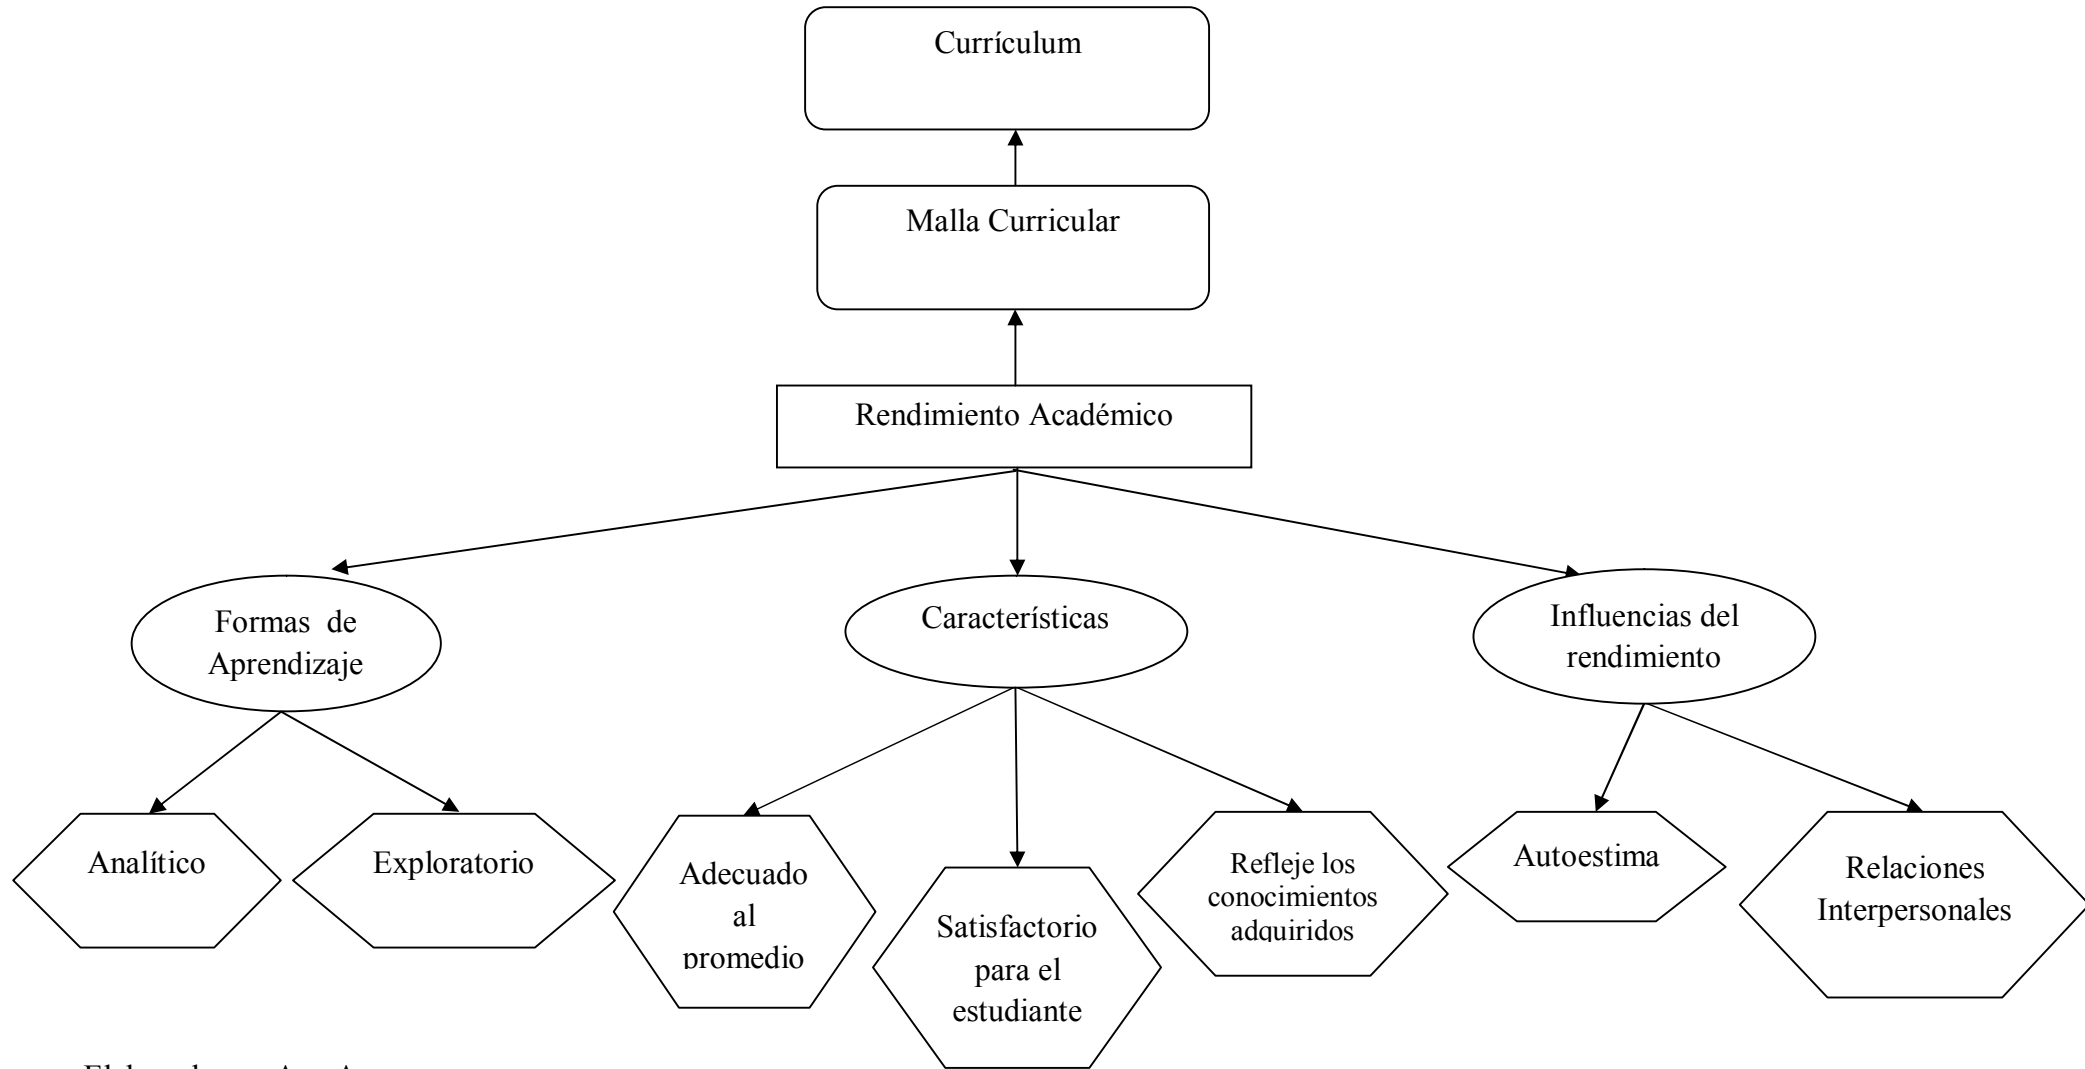 Currículum
Malla Curricular
Rendimiento Académico
Formas de
Aprendizaje
Características
Influencias del
rendimiento
Analítico
Exploratorio
Adecuado
al
promedio
Satisfactorio
para el
estudiante
Refleje los
conocimientos
adquiridos
Autoestima
Relaciones
Interpersonales